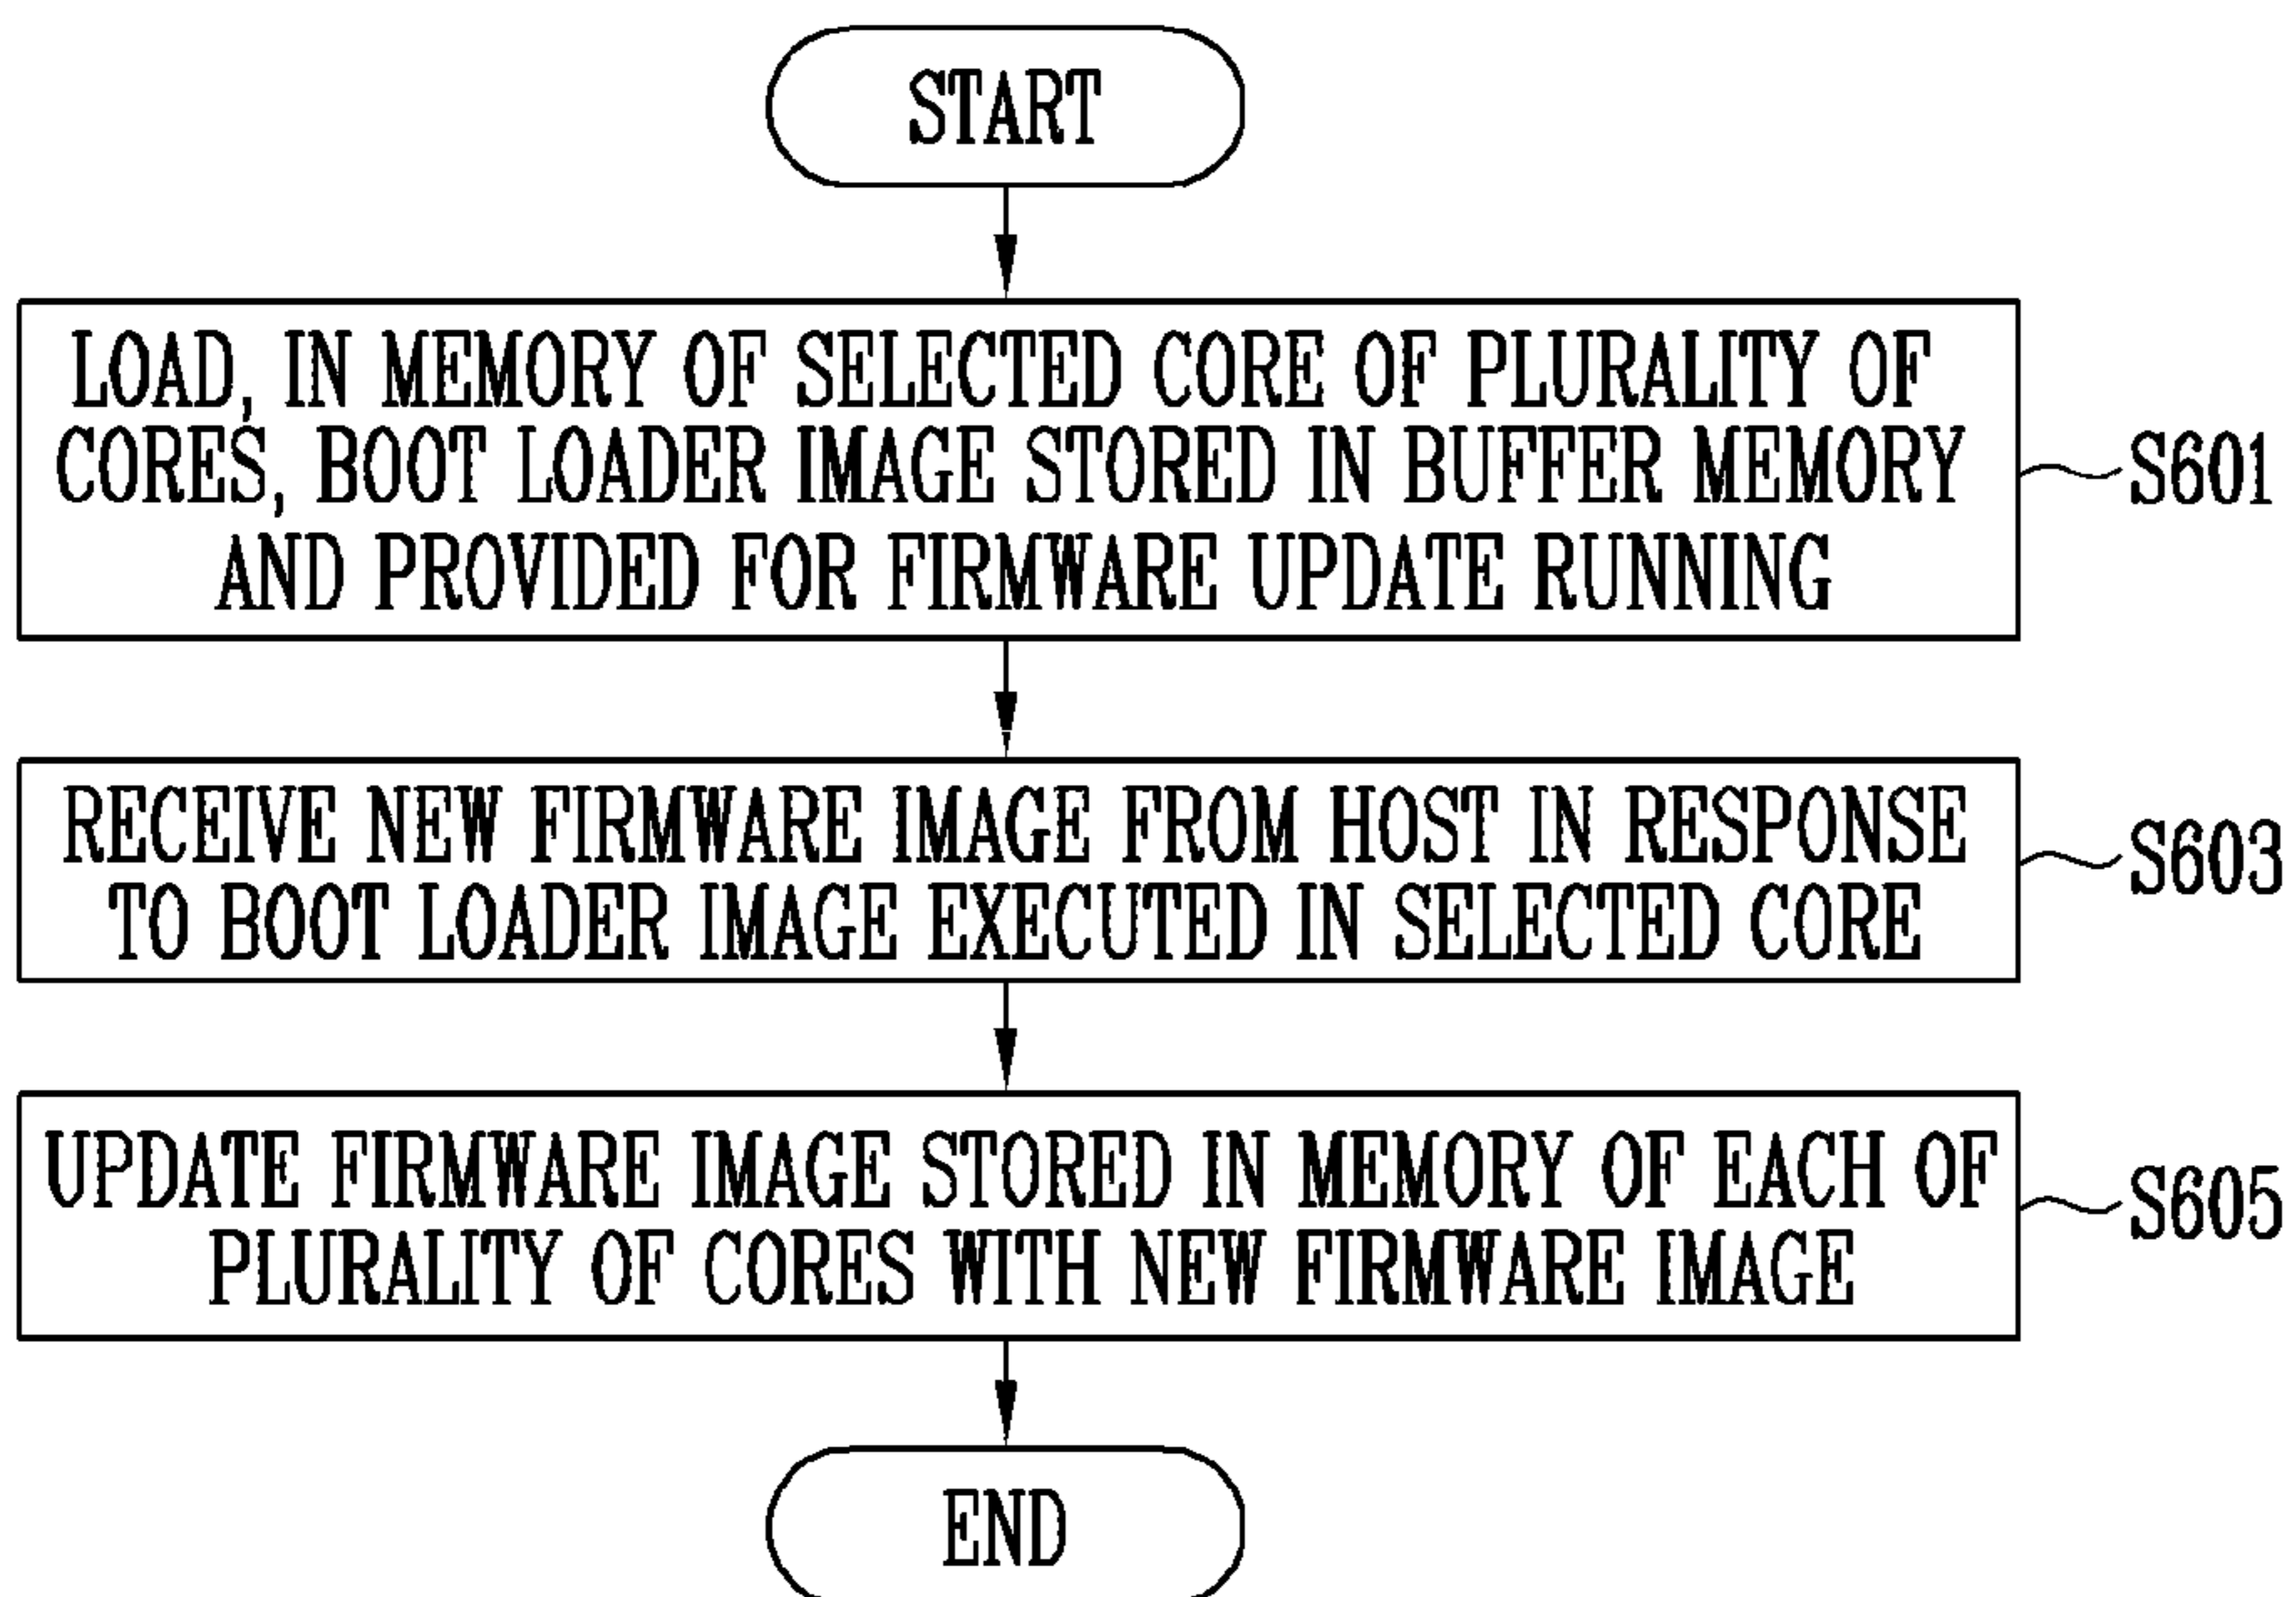 START
LOAD, IN MEMORY OF SELECTED CORE OF PLURALITY OF
CORES, BOOT LOADER IMAGE STORED IN BUFFER MEMORY
AND PROVIDED FOR FIRMWARE UPDATE RUNNING
S601
RECEIVE NEW FIRMWARE IMAGE FROM HOST IN RESPONSE
TO BOOT LOADER IMAGE EXECUTED IN SELECTED CORE
S603
UPDATE FIRMWARE IMAGE STORED IN MEMORY OF EACH OF
PLURALITY OF CORES WITH NEW FIRMWARE IMAGE
S605
END